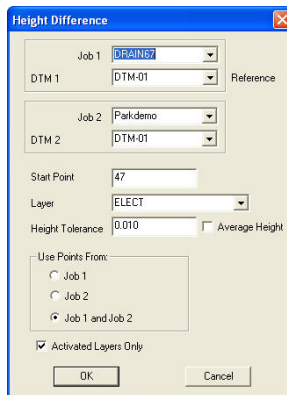 Height Difference
Job 1 DRAIN67
DTM 1 DTM-01 Reference
Job 2 Parkdemo
DTM 2 DTM-01
Start Point 47
Layer ELECT
Height Tolerance 0.010 Average Height
Use Points From:
Job 1
Job 2
Job 1 and Job 2
Activated Layers Only
OK Cancel